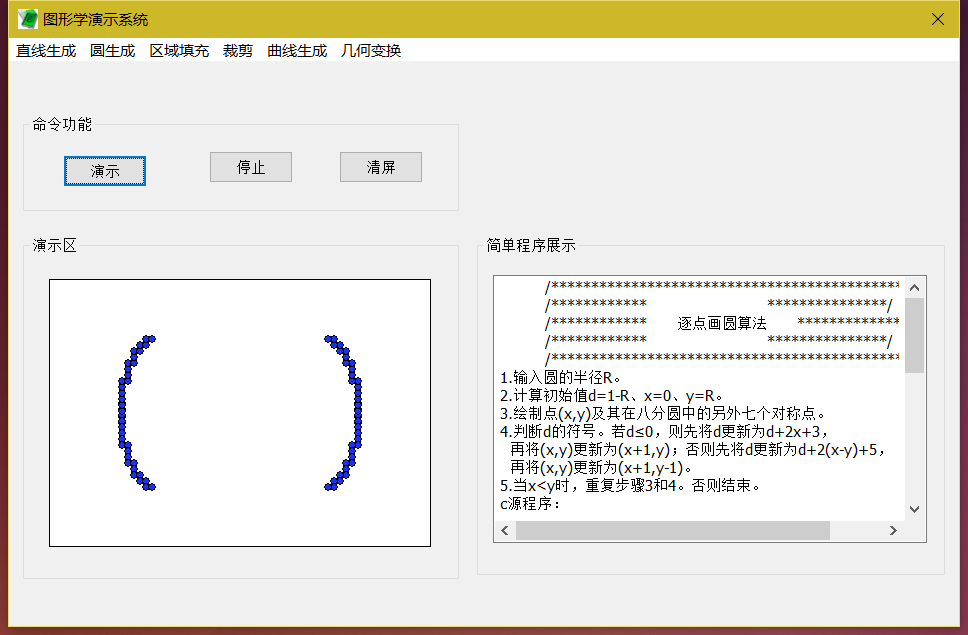 图形学演示系统
直线生成 圆生成 区域填充 裁剪 曲线生成 几何变换
命令功能
演示 停止 清屏
演示区
简单程序展示
/********************************************
/************ ***************/
/************ 逐点画圆算法 *************
/************ ***************/
/********************************************
1.输入圆的半径R。
2.计算初始值d=1-R、x=0、y=R。
3.绘制点(x,y)及其在八分圆中的另外七个对称点。
4.判断d的符号。若d≤0，则先将d更新为d+2x+3，
再将(x,y)更新为(x+1,y)；否则先将d更新为d+2(x-y)+5，
再将(x,y)更新为(x+1,y-1)。
5.当x<y时，重复步骤3和4。否则结束。
c源程序：